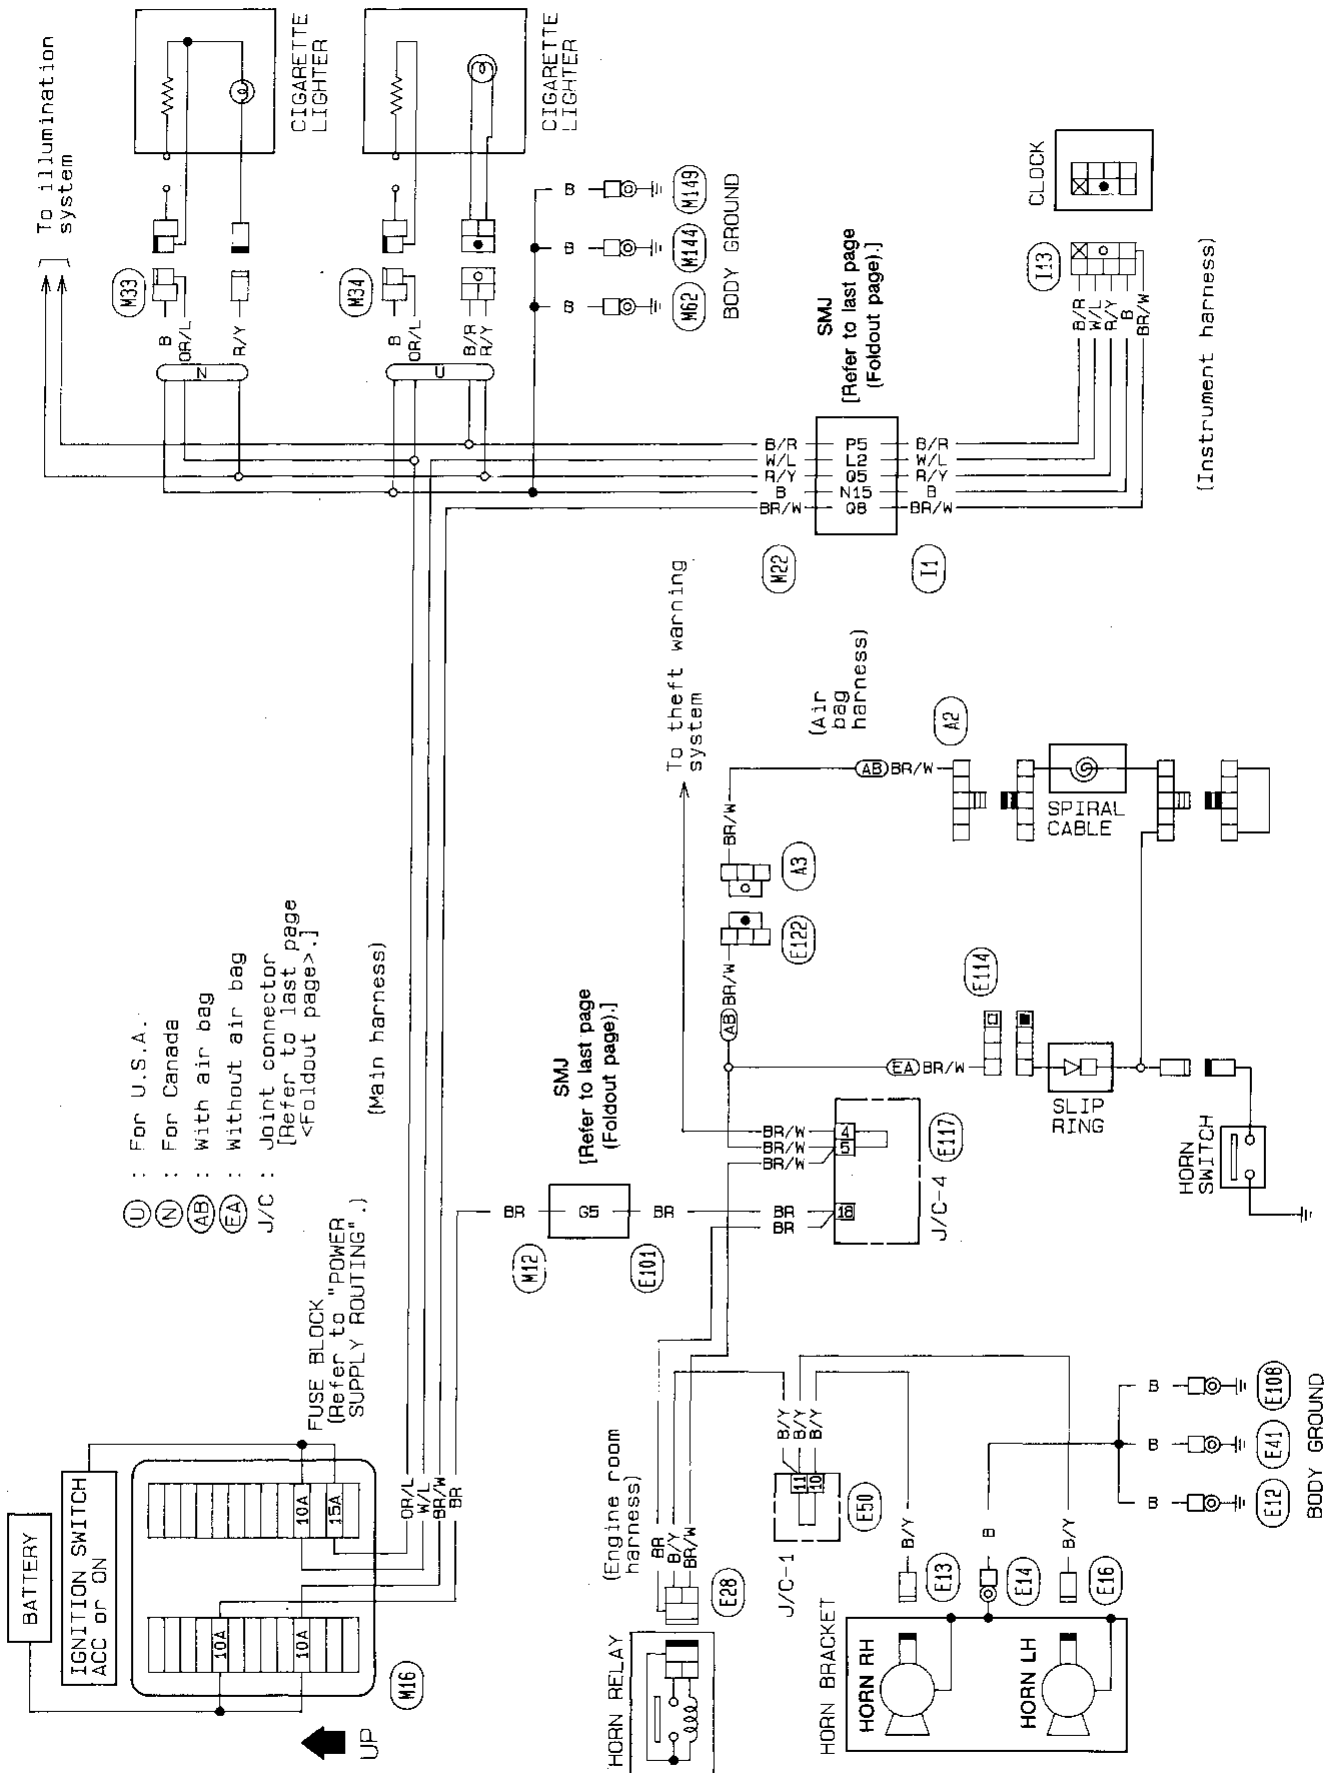 BATTERY
IGNITION SWITCH
ACC or ON
UP
10A
10A
10A
15A
M16
FUSE BLOCK
(Refer to "POWER
SUPPLY ROUTING".)
U : For U.S.A.
N : For Canada
AB : With air bag
EA : Without air bag
J/C : Joint connector
[Refer to last page
<Foldout page>.]
OR/L
W/L
BR/W
BR
(Main harness)
To illumination
system
M33
B
OR/L
R/Y
N
CIGARETTE
LIGHTER
M34
B
OR/L
B/R
R/Y
U
CIGARETTE
LIGHTER
B
B
B
M62
M144
M149
BODY GROUND
SMJ
[Refer to last page
(Foldout page).]
B/R P5 B/R
W/L L2 W/L
R/Y Q5 R/Y
B N15 B
BR/W Q8 BR/W
M22
I1
B/R
W/L
R/Y
B
BR/W
I13
CLOCK
(Instrument harness)
BR G5 BR
M12
E101
SMJ
[Refer to last page
(Foldout page).]
To theft warning
system
BR/W
BR/W
BR/W
BR
BR
4
5
18
E117
J/C-4
AB BR/W
E122
A3
BR/W
(Air
bag
harness)
AB BR/W
A2
SPIRAL
CABLE
EA BR/W
E114
SLIP
RING
HORN
SWITCH
(Engine room
harness)
BR
B/Y
BR/W
E28
HORN RELAY
J/C-1
B/Y
B/Y
B/Y
11
10
E50
HORN BRACKET
HORN RH
HORN LH
B/Y
E13
B
E14
B/Y
E16
B
B
B
E12
E41
E108
BODY GROUND